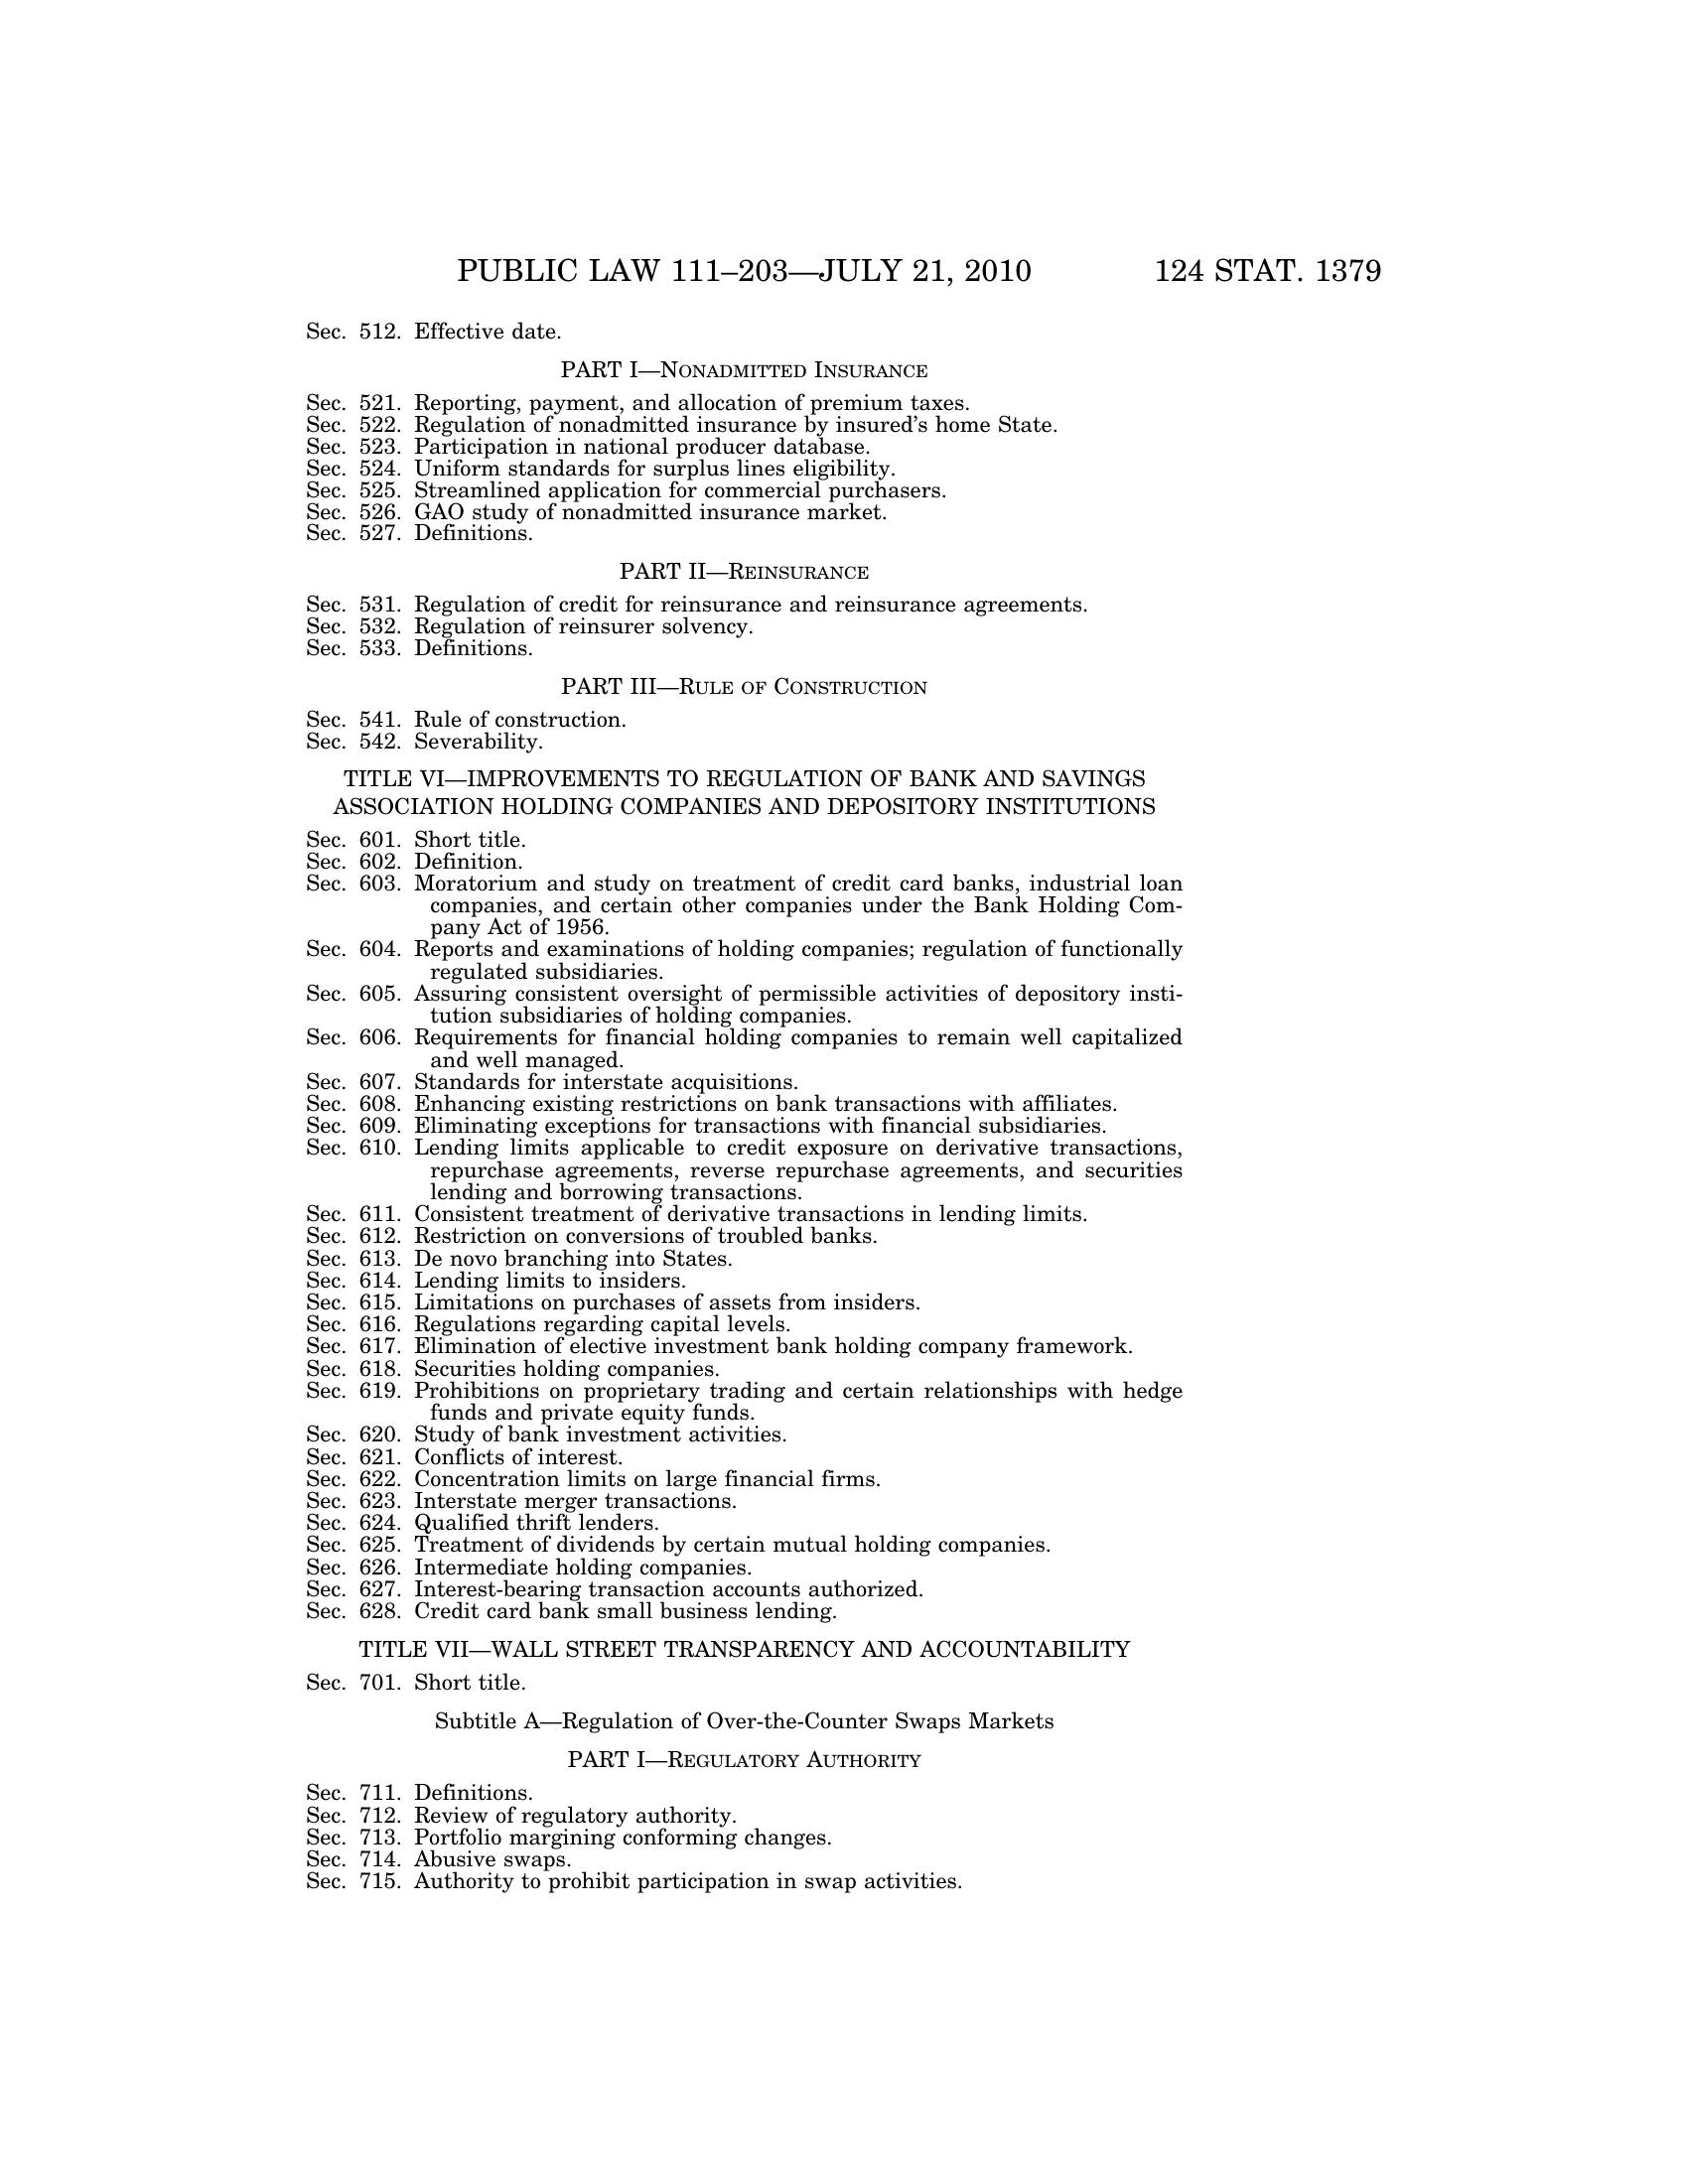 PUBLIC LAW 111–203—JULY 21, 2010 124 STAT. 1379
Sec. 512. Effective date.
PART I—NONADMITTED INSURANCE
Sec. 521. Reporting, payment, and allocation of premium taxes.
Sec. 522. Regulation of nonadmitted insurance by insured's home State.
Sec. 523. Participation in national producer database.
Sec. 524. Uniform standards for surplus lines eligibility.
Sec. 525. Streamlined application for commercial purchasers.
Sec. 526. GAO study of nonadmitted insurance market.
Sec. 527. Definitions.
PART II—REINSURANCE
Sec. 531. Regulation of credit for reinsurance and reinsurance agreements.
Sec. 532. Regulation of reinsurer solvency.
Sec. 533. Definitions.
PART III—RULE OF CONSTRUCTION
Sec. 541. Rule of construction.
Sec. 542. Severability.
TITLE VI—IMPROVEMENTS TO REGULATION OF BANK AND SAVINGS
ASSOCIATION HOLDING COMPANIES AND DEPOSITORY INSTITUTIONS
Sec. 601. Short title.
Sec. 602. Definition.
Sec. 603. Moratorium and study on treatment of credit card banks, industrial loan
companies, and certain other companies under the Bank Holding Com-
pany Act of 1956.
Sec. 604. Reports and examinations of holding companies; regulation of functionally
regulated subsidiaries.
Sec. 605. Assuring consistent oversight of permissible activities of depository insti-
tution subsidiaries of holding companies.
Sec. 606. Requirements for financial holding companies to remain well capitalized
and well managed.
Sec. 607. Standards for interstate acquisitions.
Sec. 608. Enhancing existing restrictions on bank transactions with affiliates.
Sec. 609. Eliminating exceptions for transactions with financial subsidiaries.
Sec. 610. Lending limits applicable to credit exposure on derivative transactions,
repurchase agreements, reverse repurchase agreements, and securities
lending and borrowing transactions.
Sec. 611. Consistent treatment of derivative transactions in lending limits.
Sec. 612. Restriction on conversions of troubled banks.
Sec. 613. De novo branching into States.
Sec. 614. Lending limits to insiders.
Sec. 615. Limitations on purchases of assets from insiders.
Sec. 616. Regulations regarding capital levels.
Sec. 617. Elimination of elective investment bank holding company framework.
Sec. 618. Securities holding companies.
Sec. 619. Prohibitions on proprietary trading and certain relationships with hedge
funds and private equity funds.
Sec. 620. Study of bank investment activities.
Sec. 621. Conflicts of interest.
Sec. 622. Concentration limits on large financial firms.
Sec. 623. Interstate merger transactions.
Sec. 624. Qualified thrift lenders.
Sec. 625. Treatment of dividends by certain mutual holding companies.
Sec. 626. Intermediate holding companies.
Sec. 627. Interest-bearing transaction accounts authorized.
Sec. 628. Credit card bank small business lending.
TITLE VII—WALL STREET TRANSPARENCY AND ACCOUNTABILITY
Sec. 701. Short title.
Subtitle A—Regulation of Over-the-Counter Swaps Markets
PART I—REGULATORY AUTHORITY
Sec. 711. Definitions.
Sec. 712. Review of regulatory authority.
Sec. 713. Portfolio margining conforming changes.
Sec. 714. Abusive swaps.
Sec. 715. Authority to prohibit participation in swap activities.